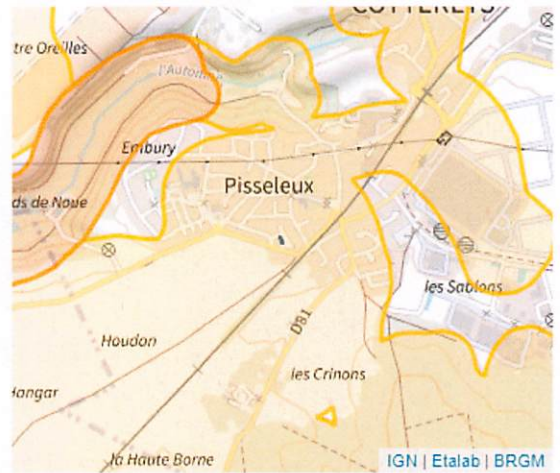 COTTERETS
tre Oreilles
l'Automne
Embury
Pisseleux
ds de Noue
les Sablons
D81
Houdon
les Crinons
Hangar
la Haute Borne
IGN | Etalab | BRGM